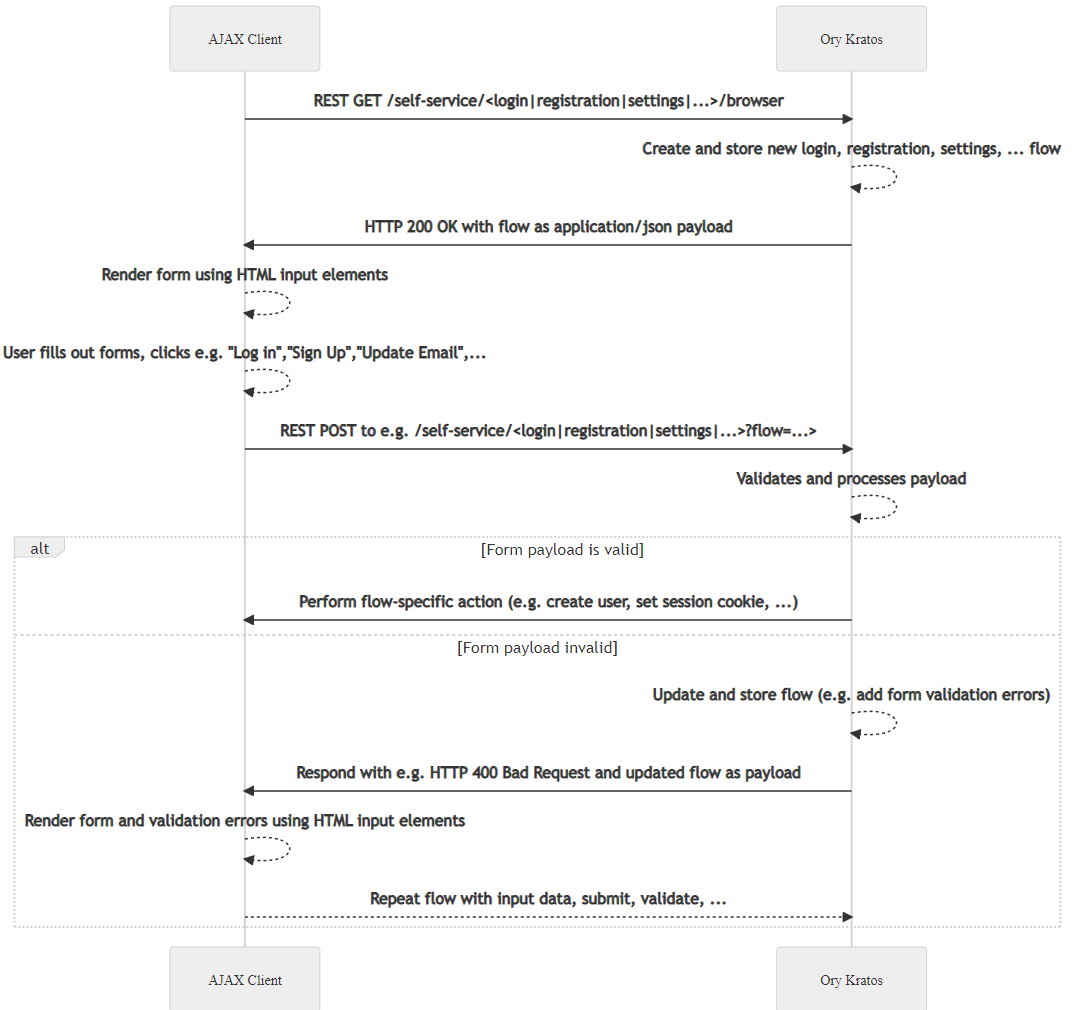 AJAX Client
Ory Kratos
REST GET /self-service/<login|registration|settings|...>/browser
Create and store new login, registration, settings, ... flow
HTTP 200 OK with flow as application/json payload
Render form using HTML input elements
User fills out forms, clicks e.g. "Log in","Sign Up","Update Email",...
REST POST to e.g. /self-service/<login|registration|settings|...>?flow=...>
Validates and processes payload
alt
[Form payload is valid]
Perform flow-specific action (e.g. create user, set session cookie, ...)
[Form payload invalid]
Update and store flow (e.g. add form validation errors)
Respond with e.g. HTTP 400 Bad Request and updated flow as payload
Render form and validation errors using HTML input elements
Repeat flow with input data, submit, validate, ...
AJAX Client
Ory Kratos